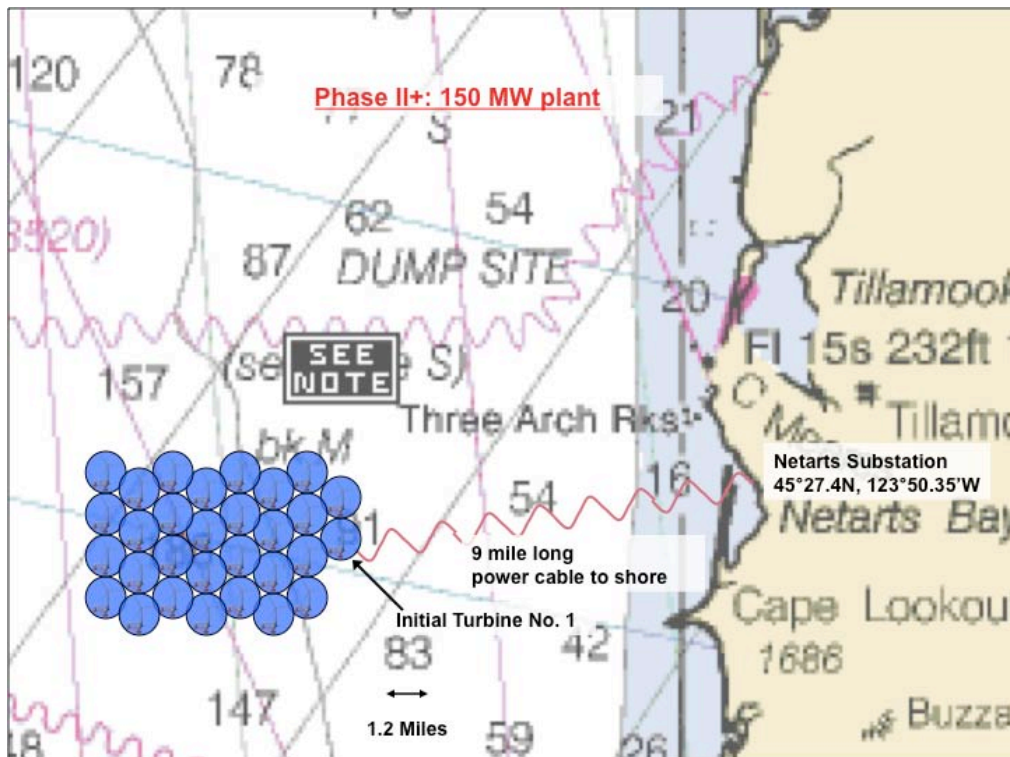 120
78
Phase II+: 150 MW plant
21
S
62
54
3520)
87
DUMP SITE
20
Tillamook
SEE
NOTE
(se
e S)
Fl 15s 232ft
157
Three Arch Rks
Tillamo
bk M
16
Netarts Substation
45°27.4N, 123°50.35'W
54
Netarts Bay
9 mile long
power cable to shore
Initial Turbine No. 1
Cape Lookou
42
1686
83
147
1.2 Miles
Buzza
59
26